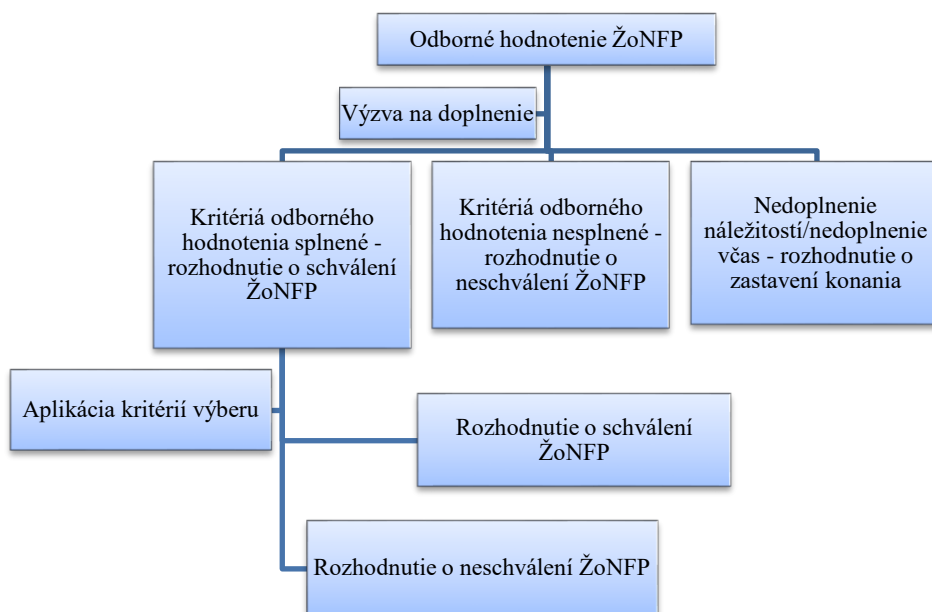 Odborné hodnotenie ŽoNFP
Výzva na doplnenie
Kritériá odborného
hodnotenia splnené -
rozhodnutie o schválení
ŽoNFP
Kritériá odborného
hodnotenia nesplnené -
rozhodnutie o
neschválení ŽoNFP
Nedoplnenie
náležitostí/nedoplnenie
včas - rozhodnutie o
zastavení konania
Aplikácia kritérií výberu
Rozhodnutie o schválení
ŽoNFP
Rozhodnutie o neschválení ŽoNFP